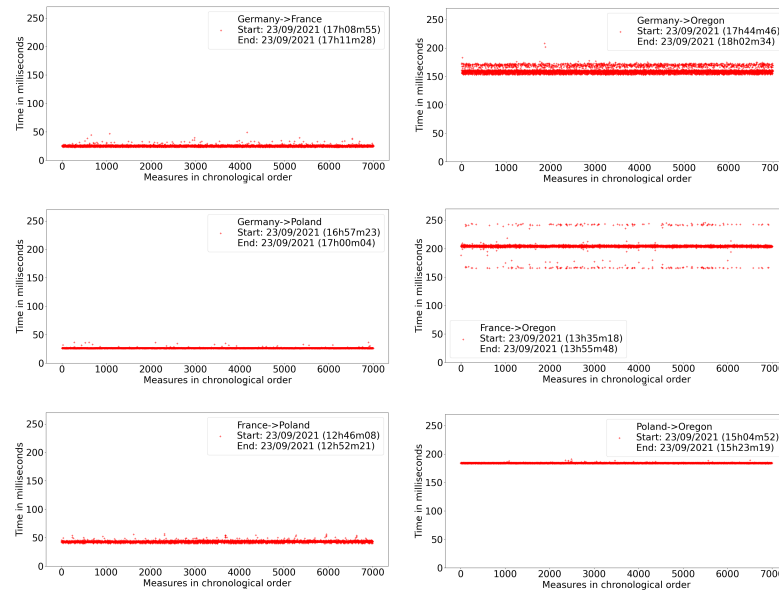 Germany->France
Start: 23/09/2021 (17h08m55)
End: 23/09/2021 (17h11m28)
Time in milliseconds
250
200
150
100
50
0
0 1000 2000 3000 4000 5000 6000 7000
Measures in chronological order
Germany->Oregon
Start: 23/09/2021 (17h44m46)
End: 23/09/2021 (18h02m34)
Time in milliseconds
250
200
150
100
50
0
0 1000 2000 3000 4000 5000 6000 700
Measures in chronological order
Germany->Poland
Start: 23/09/2021 (16h57m23)
End: 23/09/2021 (17h00m04)
Time in milliseconds
250
200
150
100
50
0
0 1000 2000 3000 4000 5000 6000 7000
Measures in chronological order
France->Oregon
Start: 23/09/2021 (13h35m18)
End: 23/09/2021 (13h55m48)
Time in milliseconds
250
200
150
100
50
0
0 1000 2000 3000 4000 5000 6000 700
Measures in chronological order
France->Poland
Start: 23/09/2021 (12h46m08)
End: 23/09/2021 (12h52m21)
Time in milliseconds
250
200
150
100
50
0
0 1000 2000 3000 4000 5000 6000 7000
Measures in chronological order
Poland->Oregon
Start: 23/09/2021 (15h04m52)
End: 23/09/2021 (15h23m19)
Time in milliseconds
250
200
150
100
50
0
0 1000 2000 3000 4000 5000 6000 700
Measures in chronological order